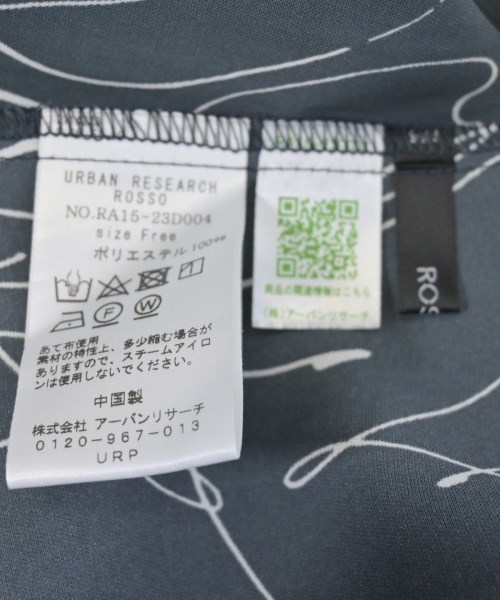 URBAN RESEARCH
ROSSO
NO.RA15-23D004
size Free
ポリエステル 100%
F
W
あて布使用
素材の特性上、多少縮む場合が
ありますので、スチームアイロ
ンは使用しないでください。
中国製
株式会社 アーバンリサーチ
0120-967-013
URP
商品の関連情報はこちら
(株)アーバンリサーチ
ROS